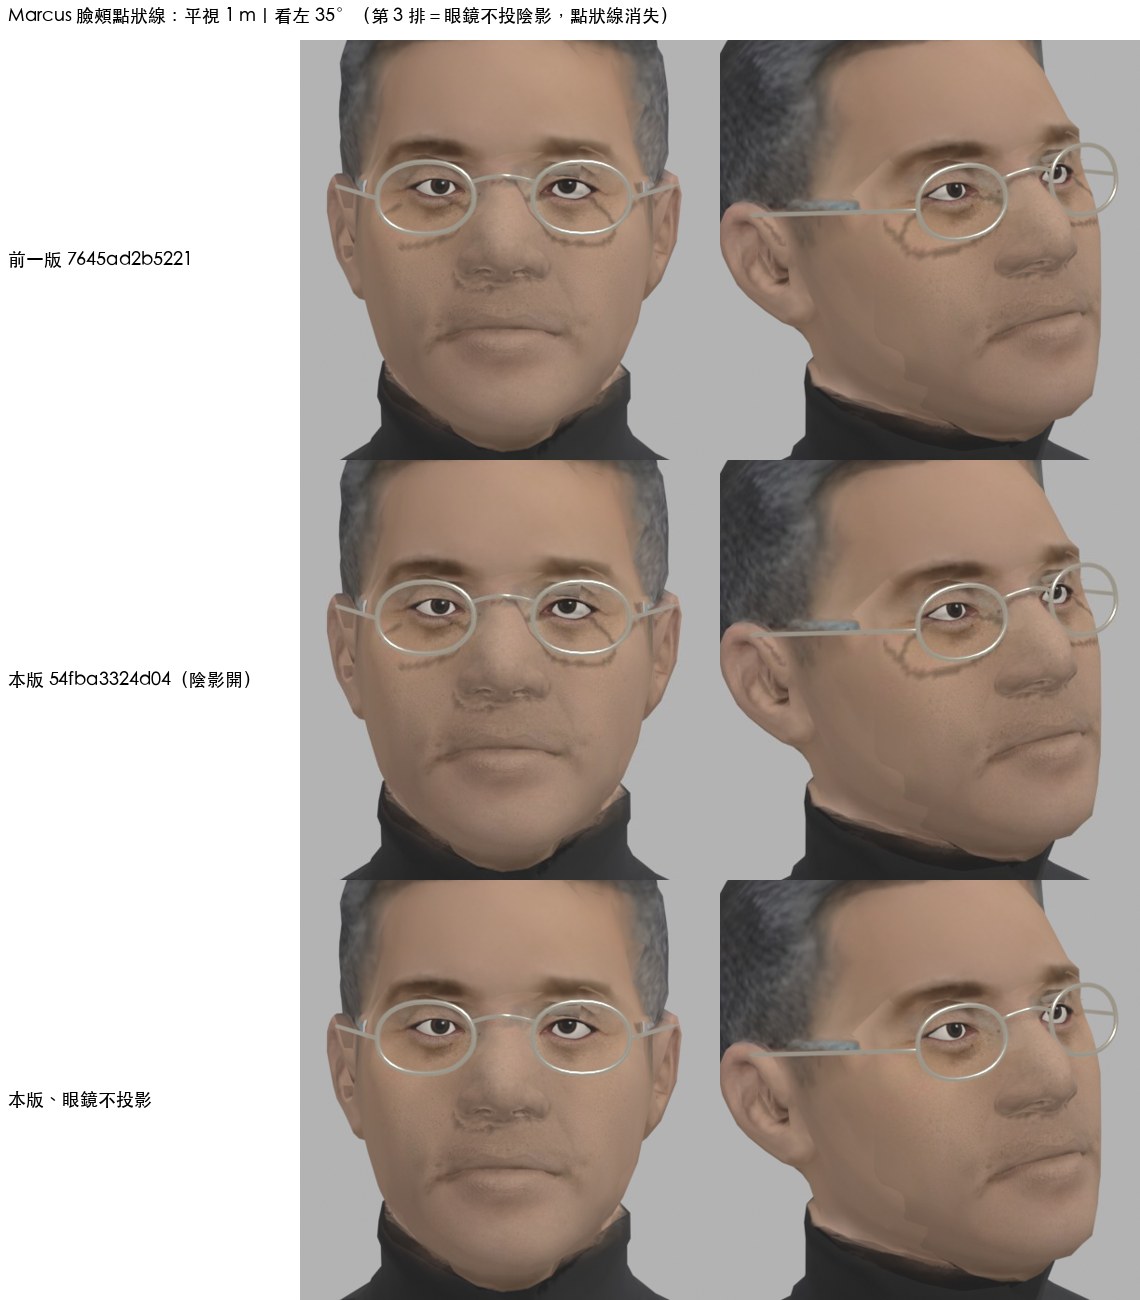 Marcus 臉頰點狀線：平視 1 m｜看左 35°（第 3 排＝眼鏡不投陰影，點狀線消失）
前一版 7645ad2b5221
本版 54fba3324d04（陰影開）
本版、眼鏡不投影